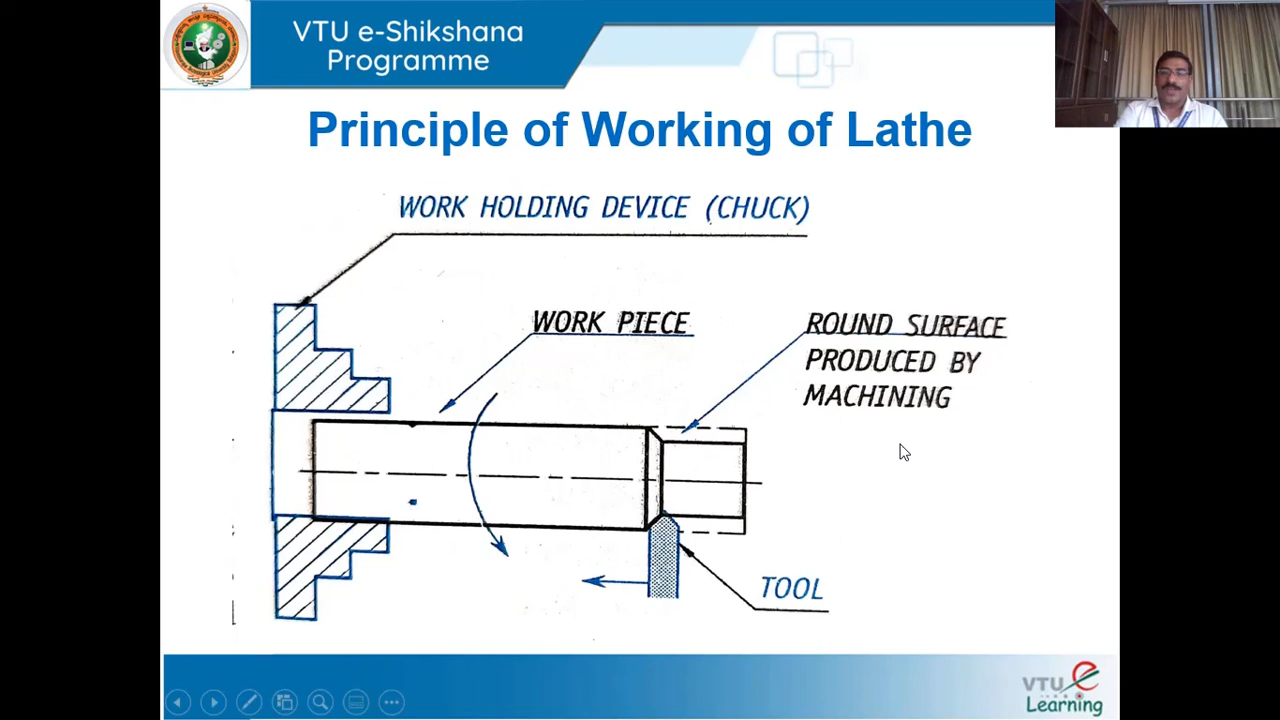 VTU e-Shikshana
Programme
Principle of Working of Lathe
WORK HOLDING DEVICE (CHUCK)
WORK PIECE
ROUND SURFACE
PRODUCED BY
MACHINING
TOOL
VTU e
Learning